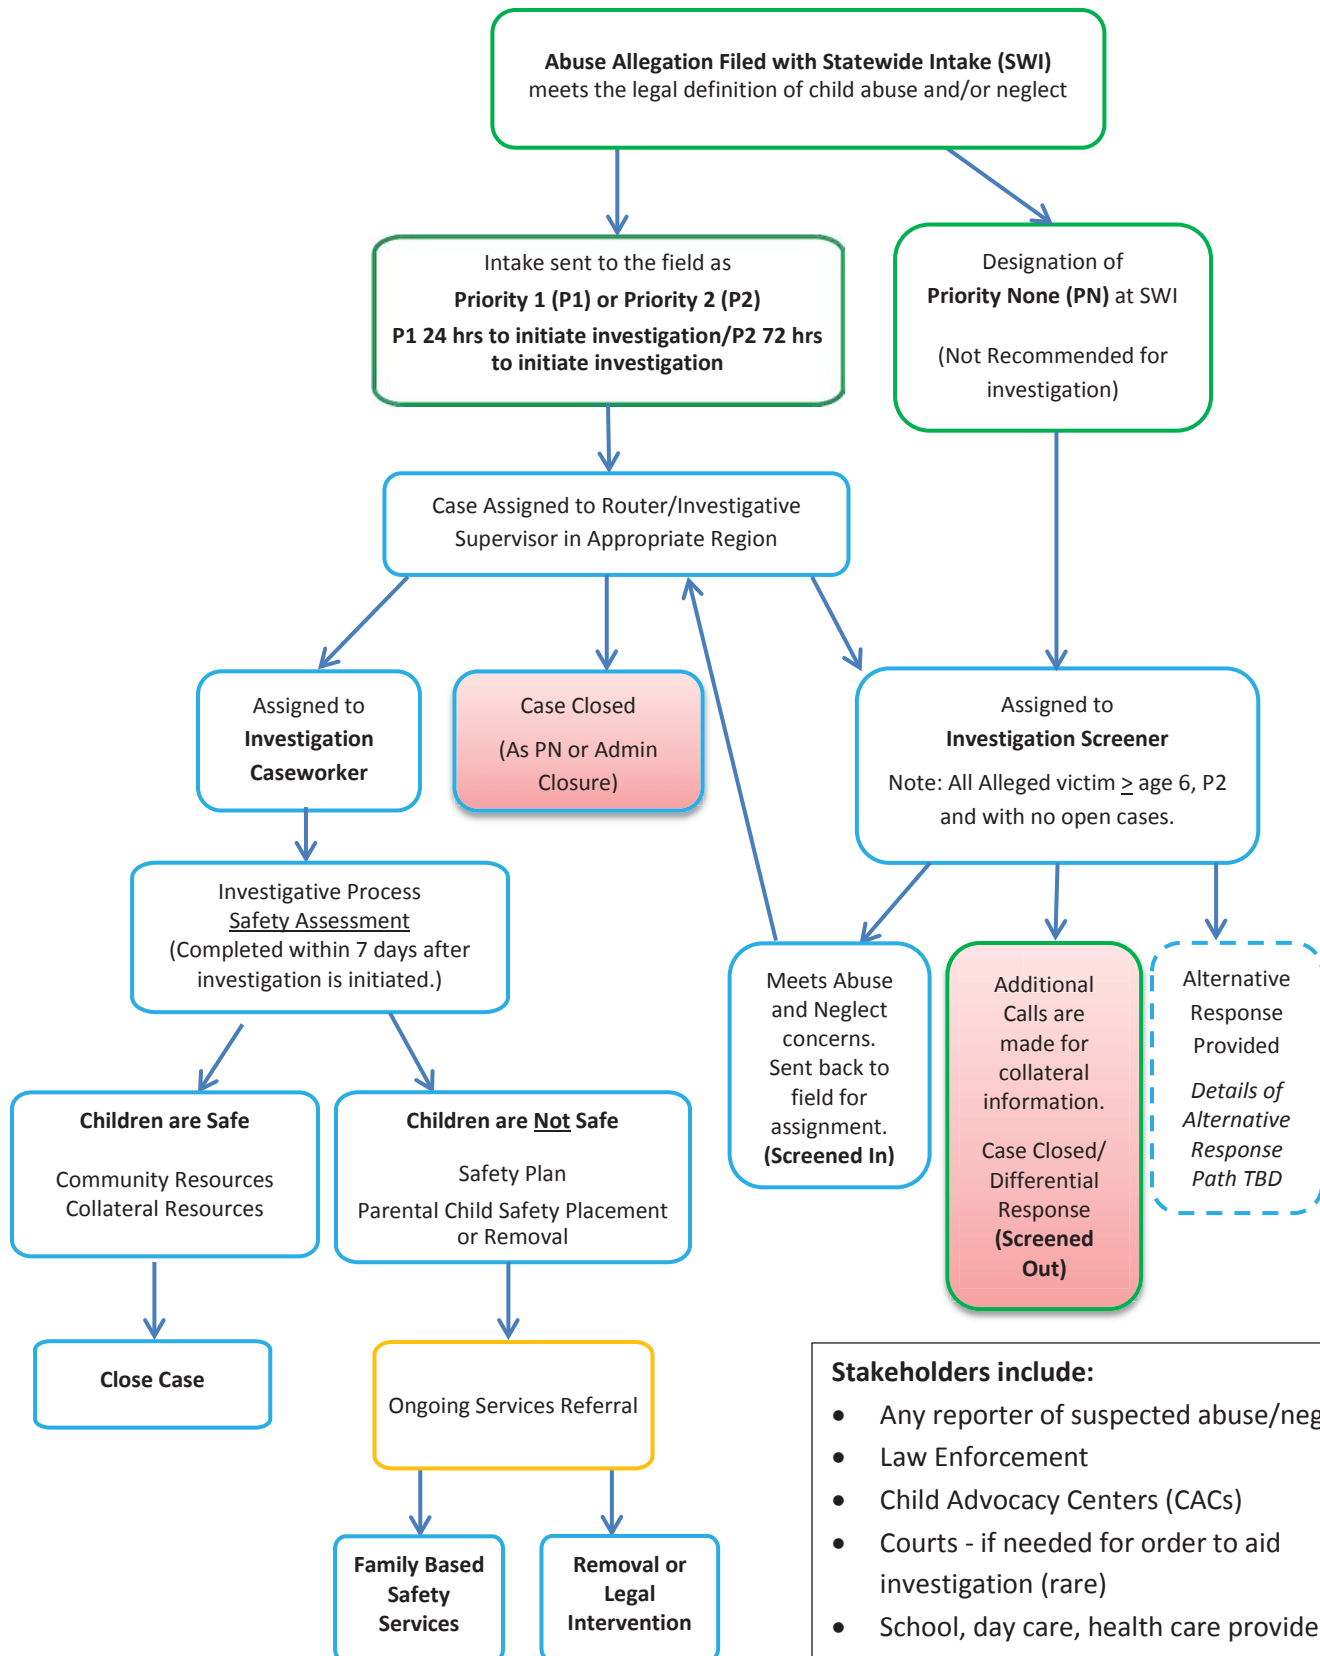 Abuse Allegation Filed with Statewide Intake (SWI)
meets the legal definition of child abuse and/or neglect
Intake sent to the field as
Priority 1 (P1) or Priority 2 (P2)
P1 24 hrs to initiate investigation/P2 72 hrs
to initiate investigation
Designation of
Priority None (PN) at SWI
(Not Recommended for
investigation)
Case Assigned to Router/Investigative
Supervisor in Appropriate Region
Assigned to
Investigation
Caseworker
Case Closed
(As PN or Admin
Closure)
Assigned to
Investigation Screener
Note: All Alleged victim > age 6, P2
and with no open cases.
Investigative Process
Safety Assessment
(Completed within 7 days after
investigation is initiated.)
Meets Abuse
and Neglect
concerns.
Sent back to
field for
assignment.
(Screened In)
Additional
Calls are
made for
collateral
information.
Case Closed/
Differential
Response
(Screened
Out)
Alternative
Response
Provided
Details of
Alternative
Response
Path TBD
Children are Safe
Community Resources
Collateral Resources
Children are Not Safe
Safety Plan
Parental Child Safety Placement
or Removal
Close Case
Ongoing Services Referral
Family Based
Safety
Services
Removal or
Legal
Intervention
Stakeholders include:
• Any reporter of suspected abuse/neg
• Law Enforcement
• Child Advocacy Centers (CACs)
• Courts - if needed for order to aid
investigation (rare)
• School, day care, health care provide